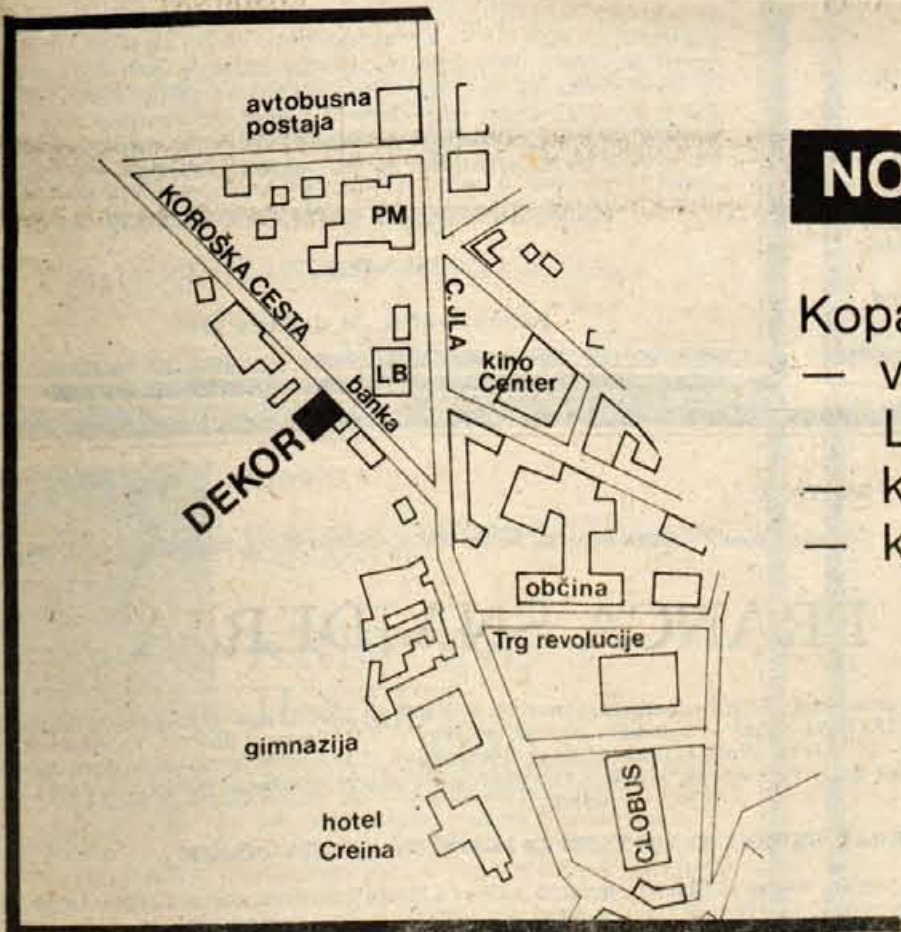 avtobusna
postaja
KOROŠKA CESTA
PM
C. JLA
LB
banka
kino
Center
DEKOR
občina
Trg revolucije
gimnazija
hotel
Creina
GLOBUS
NO
Kopa
— v
L
— k
— k